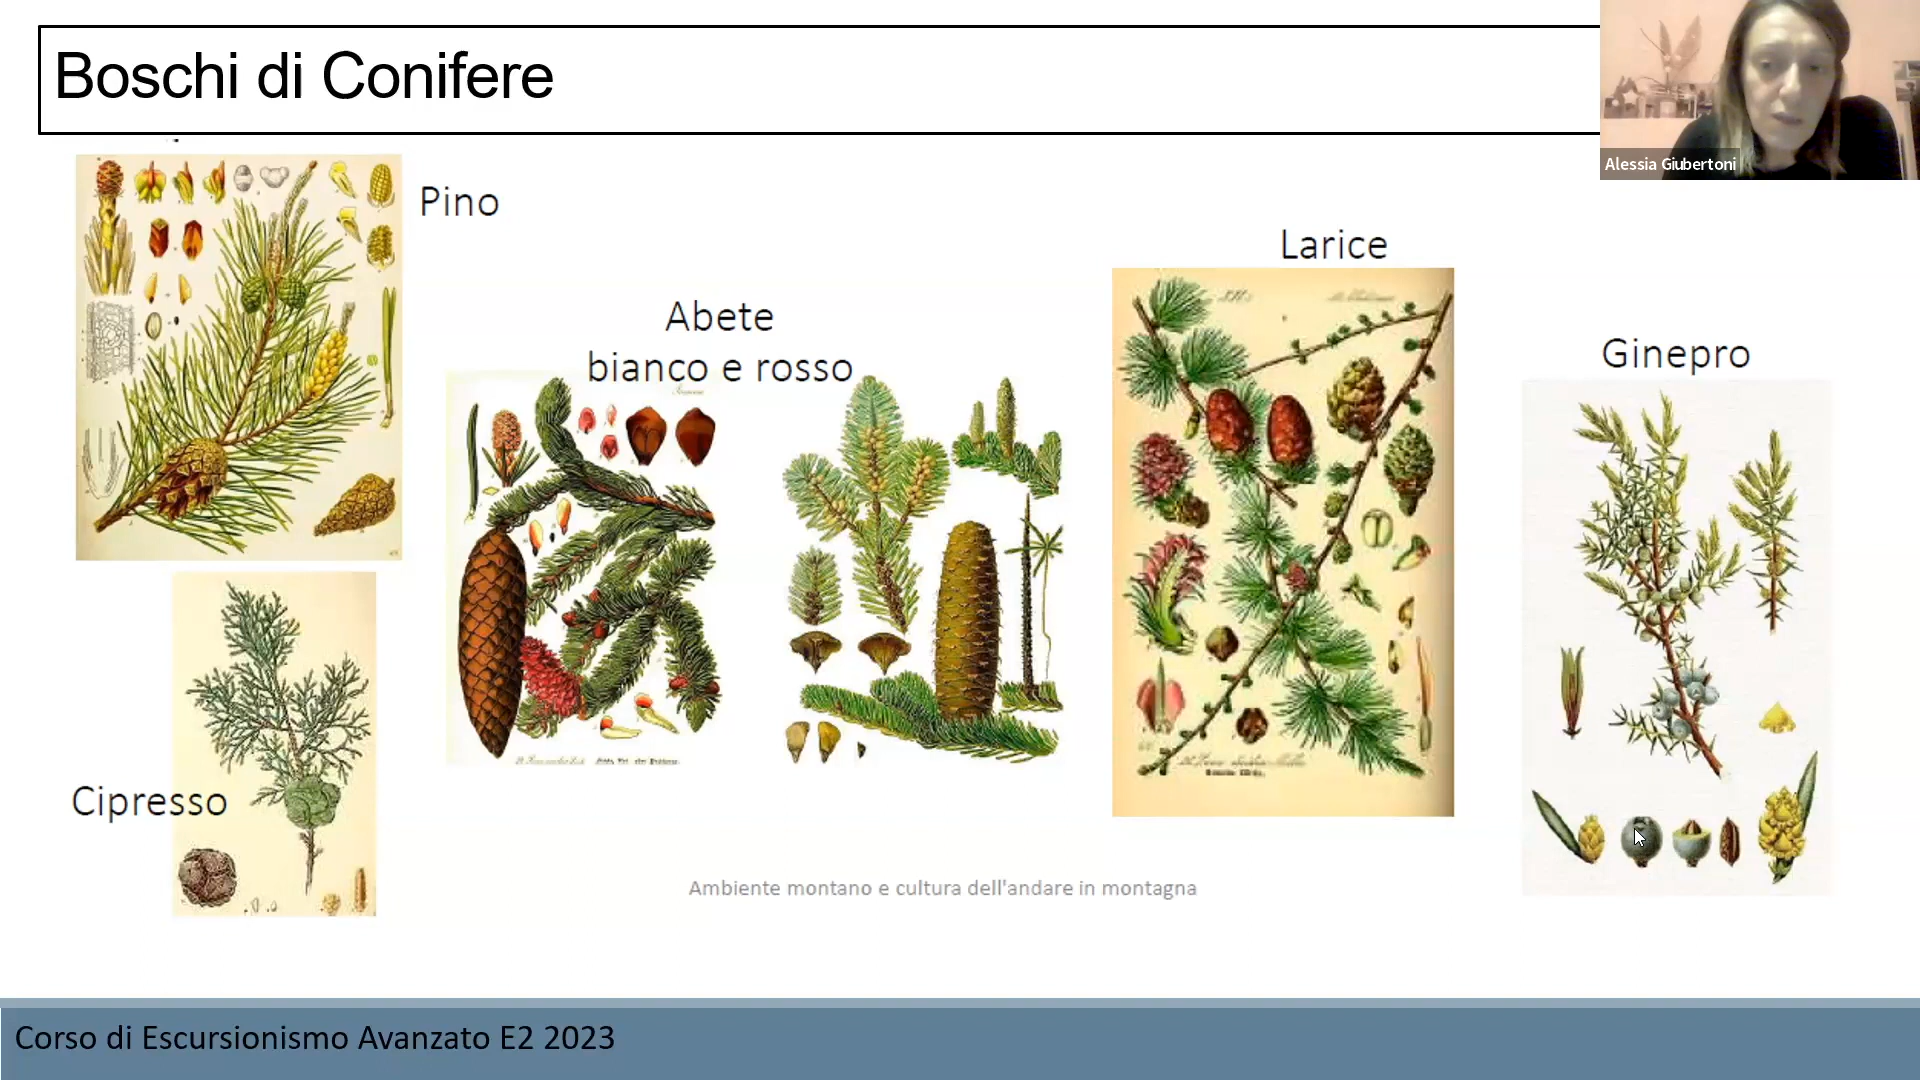 Boschi di Conifere
Alessia Giubertoni
Pino
Larice
Abete
bianco e rosso
Ginepro
Cipresso
Ambiente montano e cultura dell'andare in montagna
Corso di Escursionismo Avanzato E2 2023